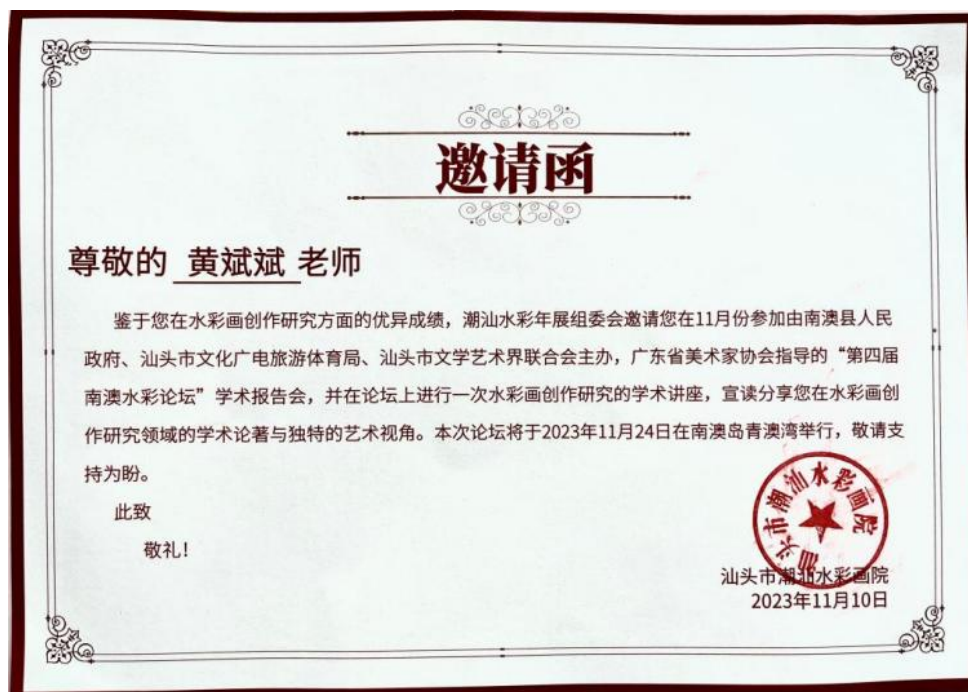 邀请函
尊敬的 黄斌斌 老师
鉴于您在水彩画创作研究方面的优异成绩，潮汕水彩年展组委会邀请您在11月份参加由南澳县人民
政府、汕头市文化广电旅游体育局、汕头市文学艺术界联合会主办，广东省美术家协会指导的“第四届
南澳水彩论坛”学术报告会，并在论坛上进行一次水彩画创作研究的学术讲座，宣读分享您在水彩画创
作研究领域的学术论著与独特的艺术视角。本次论坛将于2023年11月24日在南澳岛青澳湾举行，敬请支
持为盼。
此致
敬礼！
汕头市潮汕水彩画院
汕头市潮汕水彩画院
2023年11月10日